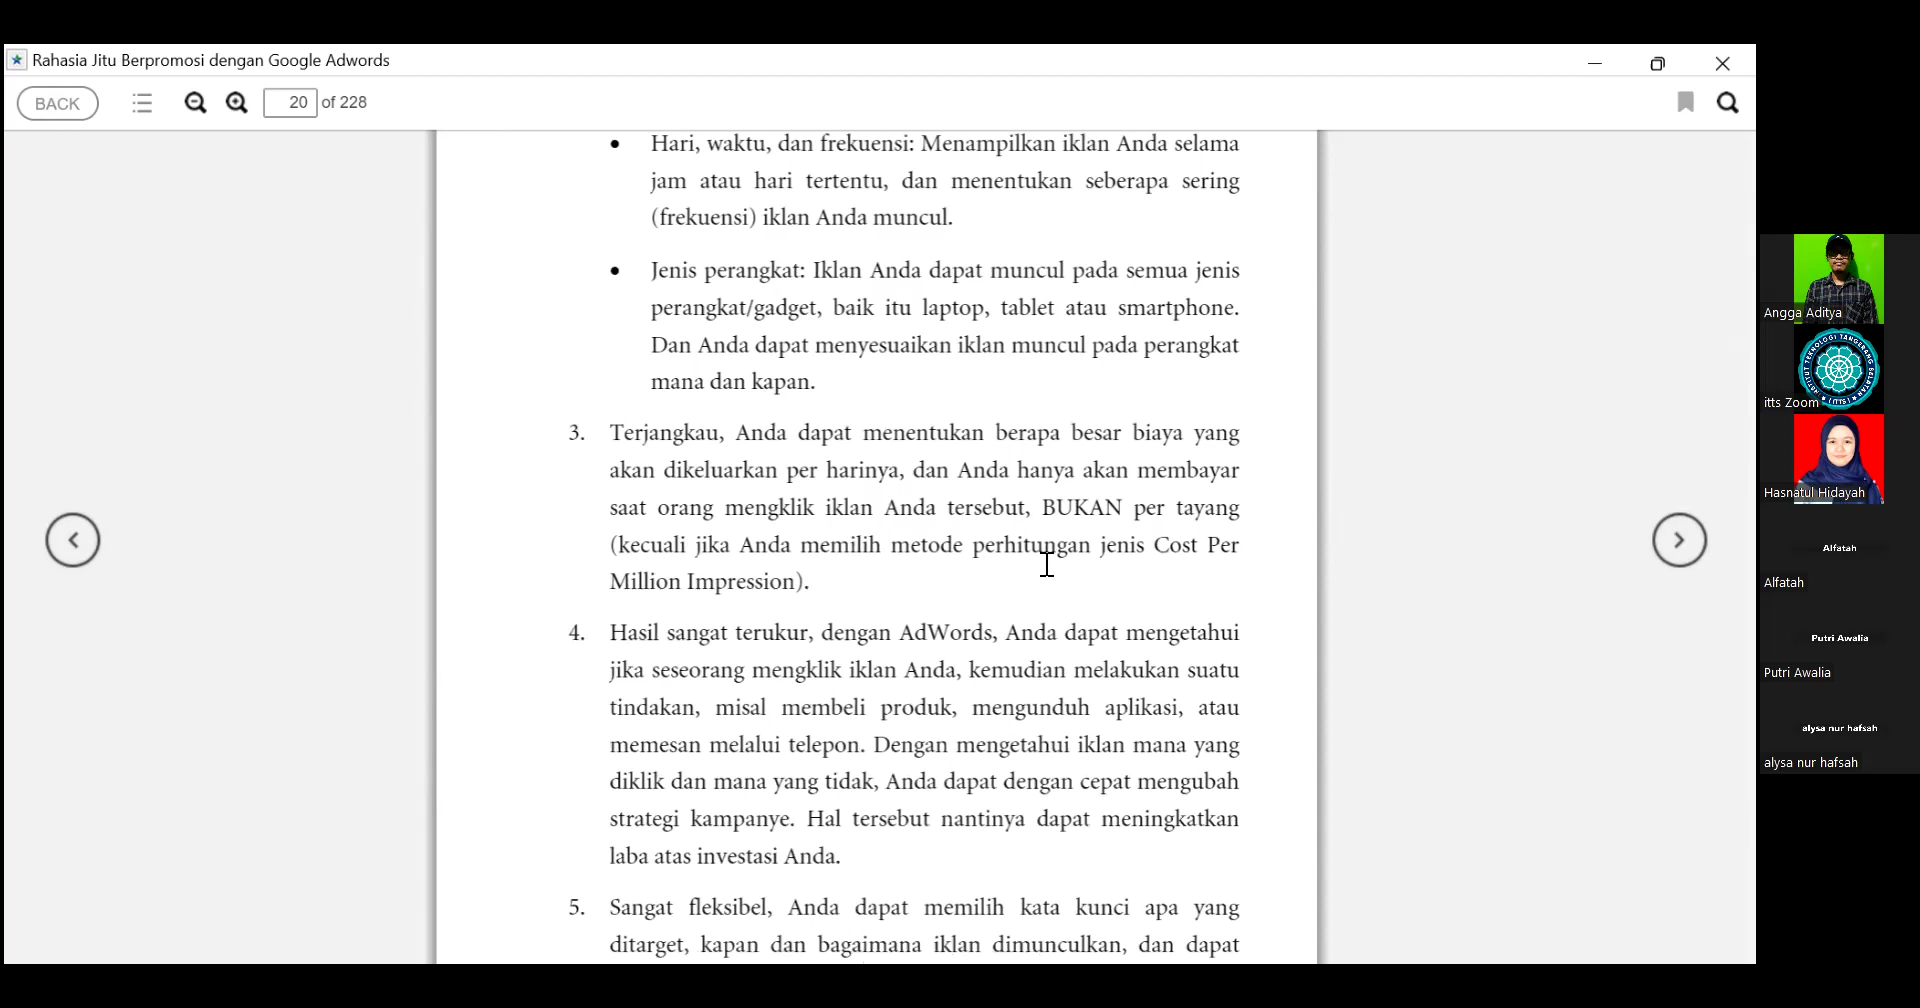 Rahasia Jitu Berpromosi dengan Google Adwords
BACK
20 of 228
• Hari, waktu, dan frekuensi: Menampilkan iklan Anda selama
jam atau hari tertentu, dan menentukan seberapa sering
(frekuensi) iklan Anda muncul.
• Jenis perangkat: Iklan Anda dapat muncul pada semua jenis
perangkat/gadget, baik itu laptop, tablet atau smartphone.
Dan Anda dapat menyesuaikan iklan muncul pada perangkat
mana dan kapan.
3. Terjangkau, Anda dapat menentukan berapa besar biaya yang
akan dikeluarkan per harinya, dan Anda hanya akan membayar
saat orang mengklik iklan Anda tersebut, BUKAN per tayang
(kecuali jika Anda memilih metode perhitungan jenis Cost Per
Million Impression).
4. Hasil sangat terukur, dengan AdWords, Anda dapat mengetahui
jika seseorang mengklik iklan Anda, kemudian melakukan suatu
tindakan, misal membeli produk, mengunduh aplikasi, atau
memesan melalui telepon. Dengan mengetahui iklan mana yang
diklik dan mana yang tidak, Anda dapat dengan cepat mengubah
strategi kampanye. Hal tersebut nantinya dapat meningkatkan
laba atas investasi Anda.
5. Sangat fleksibel, Anda dapat memilih kata kunci apa yang
ditarget, kapan dan bagaimana iklan dimunculkan, dan dapat
Angga Aditya
INSTITUT TEKNOLOGI TANGERANG SELATAN
(ITTS)
itts Zoom
Hasnatul Hidayah
Alfatah
Alfatah
Putri Awalia
Putri Awalia
alysa nur hafsah
alysa nur hafsah